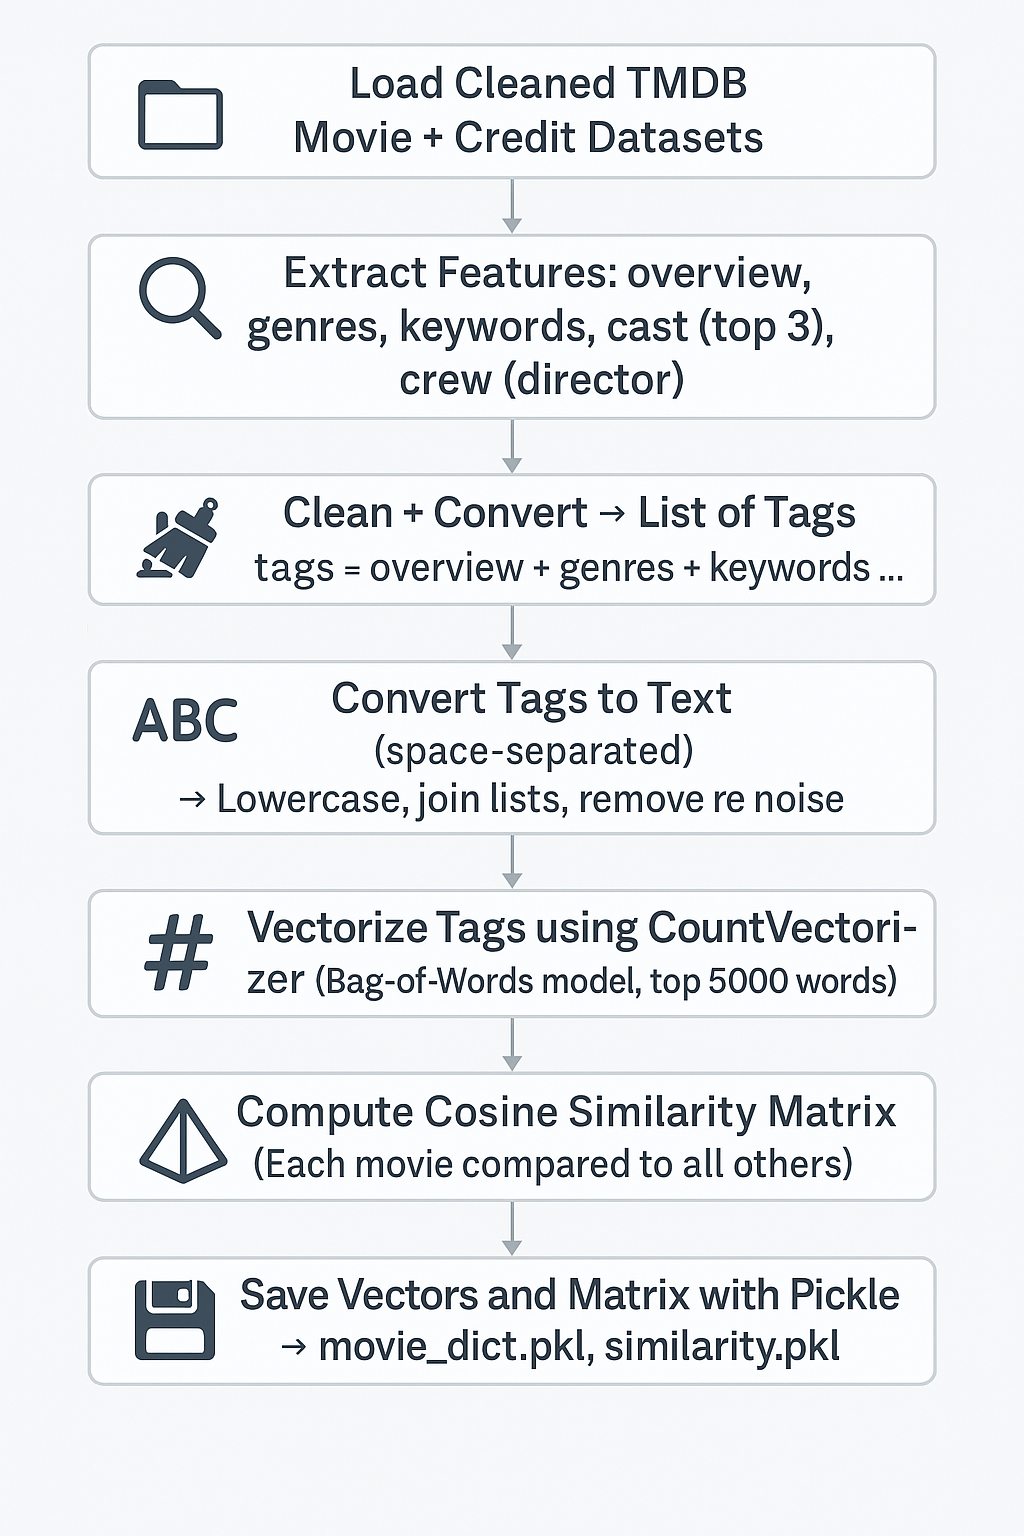 Load Cleaned TMDB
Movie + Credit Datasets
Extract Features: overview,
genres, keywords, cast (top 3),
crew (director)
Clean + Convert → List of Tags
tags = overview + genres + keywords ...
ABC
Convert Tags to Text
(space-separated)
→ Lowercase, join lists, remove re noise
#
Vectorize Tags using CountVectori-
zer (Bag-of-Words model, top 5000 words)
Compute Cosine Similarity Matrix
(Each movie compared to all others)
Save Vectors and Matrix with Pickle
→ movie_dict.pkl, similarity.pkl